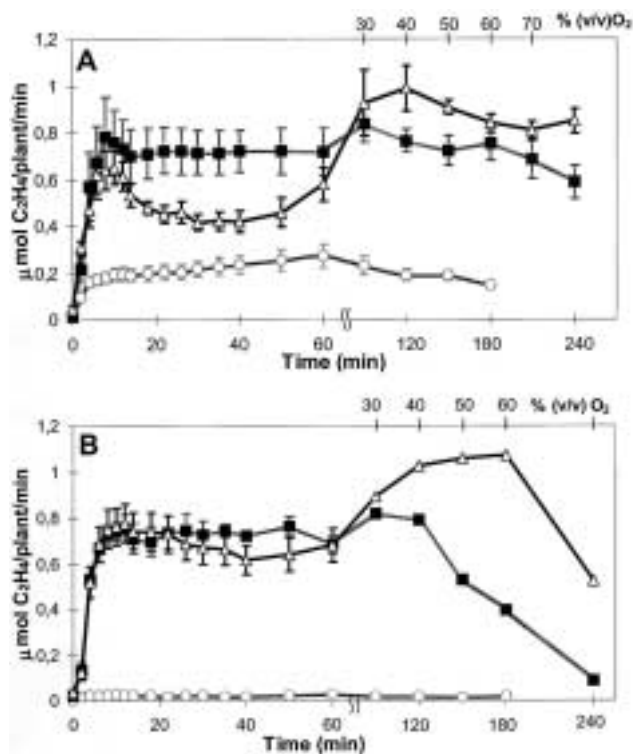 30 40 50 60 70 % (v/v)O₂
A
1,2
1
0,8
0,6
0,4
0,2
0
μmol C₂H₄/plant/min
20 40 60 120 180 240
Time (min)
30 40 50 60 % (v/v) O₂
B
1,2
1
0,8
0,6
0,4
0,2
0
μmol C₂H₄/plant/min
0 20 40 60 120 180 240
Time (min)